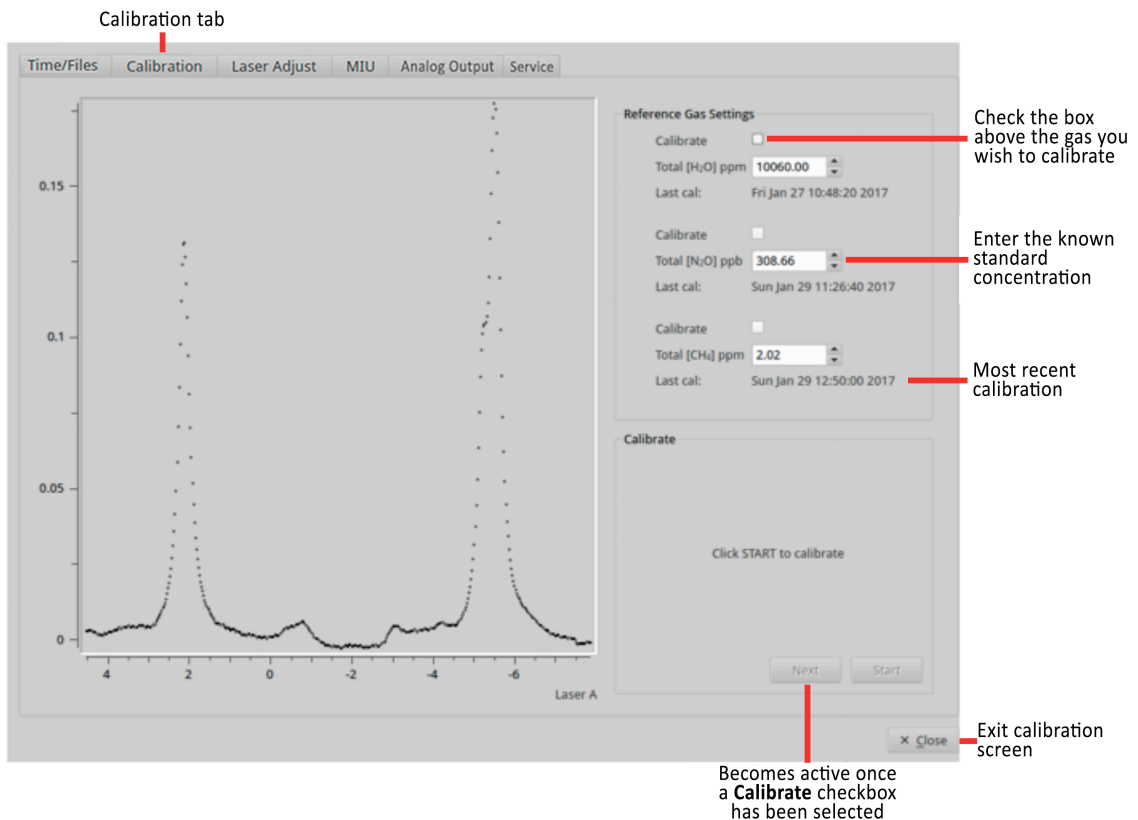 Calibration tab
Time/Files Calibration Laser Adjust MIU Analog Output Service
0.15
0.1
0.05
0
4 2 0 -2 -4 -6
Laser A
Reference Gas Settings
Calibrate
Total [H₂O] ppm 10060.00
Last cal: Fri Jan 27 10:48:20 2017
Calibrate
Total [N₂O] ppb 308.66
Last cal: Sun Jan 29 11:26:40 2017
Calibrate
Total [CH₄] ppm 2.02
Last cal: Sun Jan 29 12:50:00 2017
Calibrate
Click START to calibrate
Next Start
Close
Check the box
above the gas you
wish to calibrate
Enter the known
standard
concentration
Most recent
calibration
Exit calibration
screen
Becomes active once
a Calibrate checkbox
has been selected